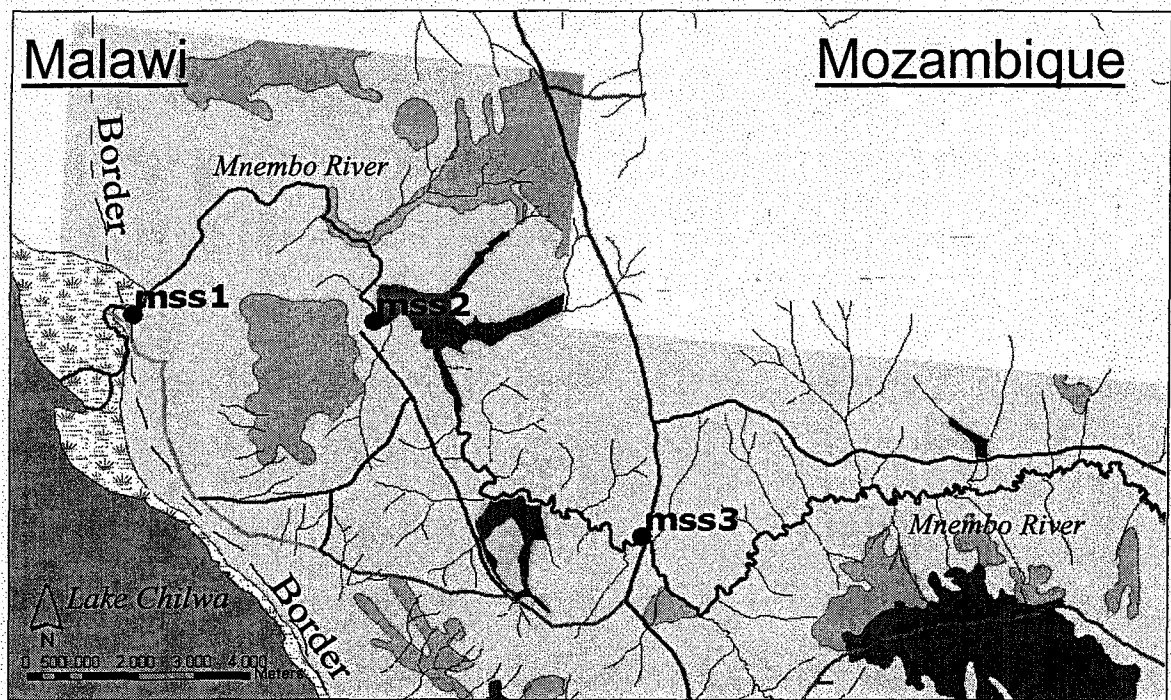 Malawi
Mozambique
Border
Mnembo River
mss1
mss2
mss3
Mnembo River
Lake Chilwa
Border
N
0 500 1.000 2.000 3.000 4.000
Meters